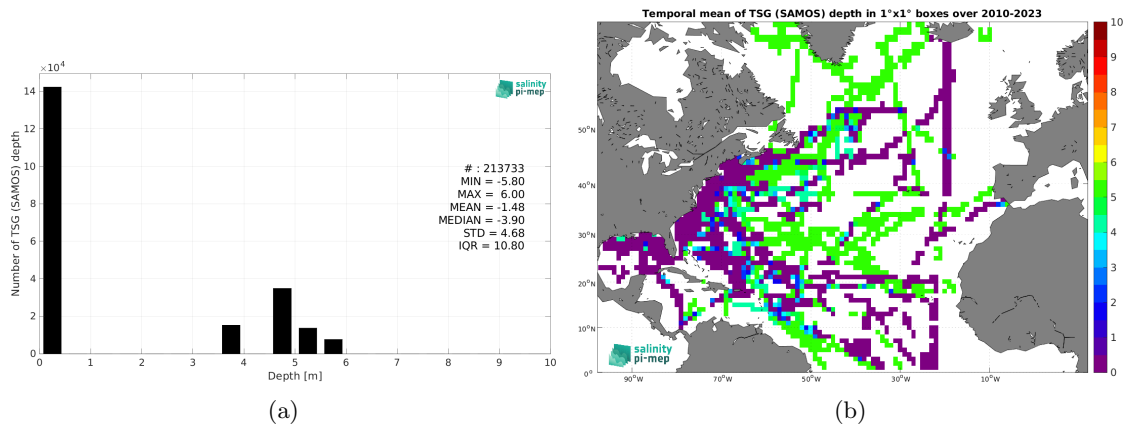 ×10⁴
14
12
10
8
6
4
2
0
Number of TSG (SAMOS) depth
0 1 2 3 4 5 6 7 8 9 10
Depth [m]
salinity
pi-mep
# : 213733
MIN = -5.80
MAX = 6.00
MEAN = -1.48
MEDIAN = -3.90
STD = 4.68
IQR = 10.80
(a)
Temporal mean of TSG (SAMOS) depth in 1°x1° boxes over 2010-2023
50°N
40°N
30°N
20°N
10°N
0°
90°W 70°W 50°W 30°W 10°W
salinity
pi-mep
10
9
8
7
6
5
4
3
2
1
0
(b)